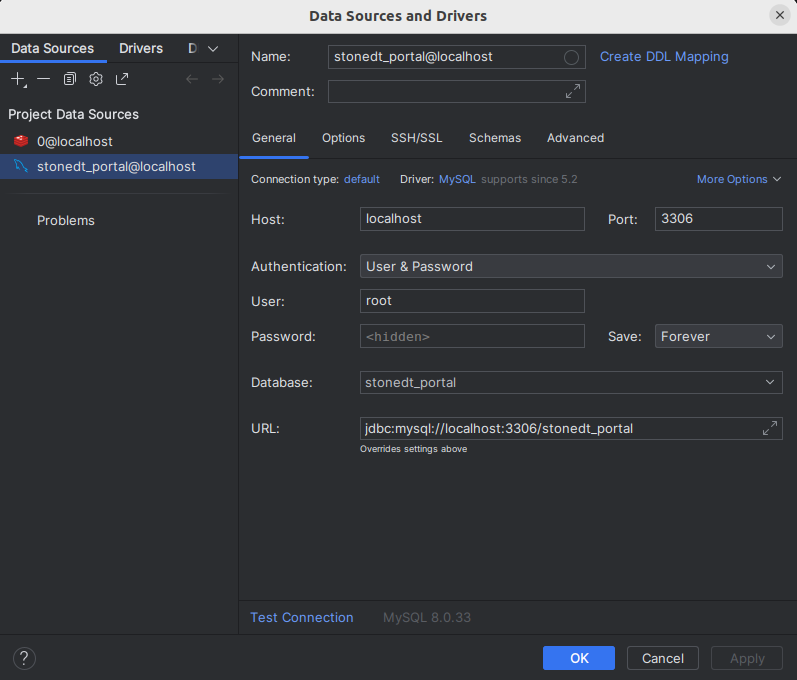 Data Sources and Drivers
Data Sources Drivers D
Project Data Sources
0@localhost
stonedt_portal@localhost
Problems
Name: stonedt_portal@localhost Create DDL Mapping
Comment:
General Options SSH/SSL Schemas Advanced
Connection type: default Driver: MySQL supports since 5.2 More Options
Host: localhost Port: 3306
Authentication: User & Password
User: root
Password: <hidden> Save: Forever
Database: stonedt_portal
URL: jdbc:mysql://localhost:3306/stonedt_portal
Overrides settings above
Test Connection MySQL 8.0.33
? OK Cancel Apply